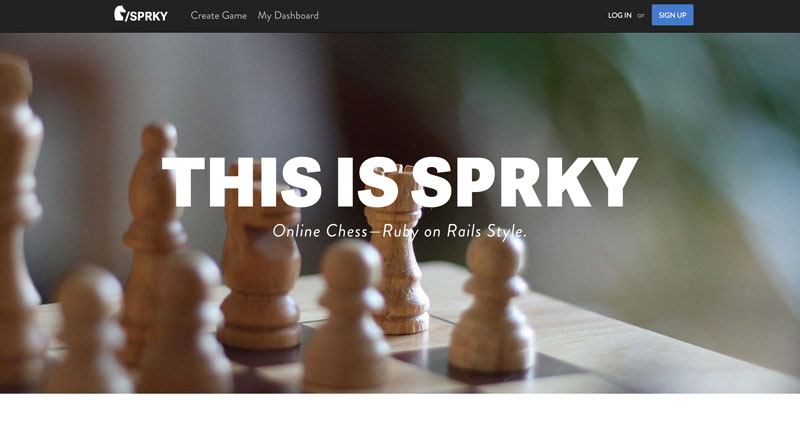 /SPRKY
Create Game
My Dashboard
LOG IN or SIGN UP
THIS IS SPRKY
Online Chess—Ruby on Rails Style.